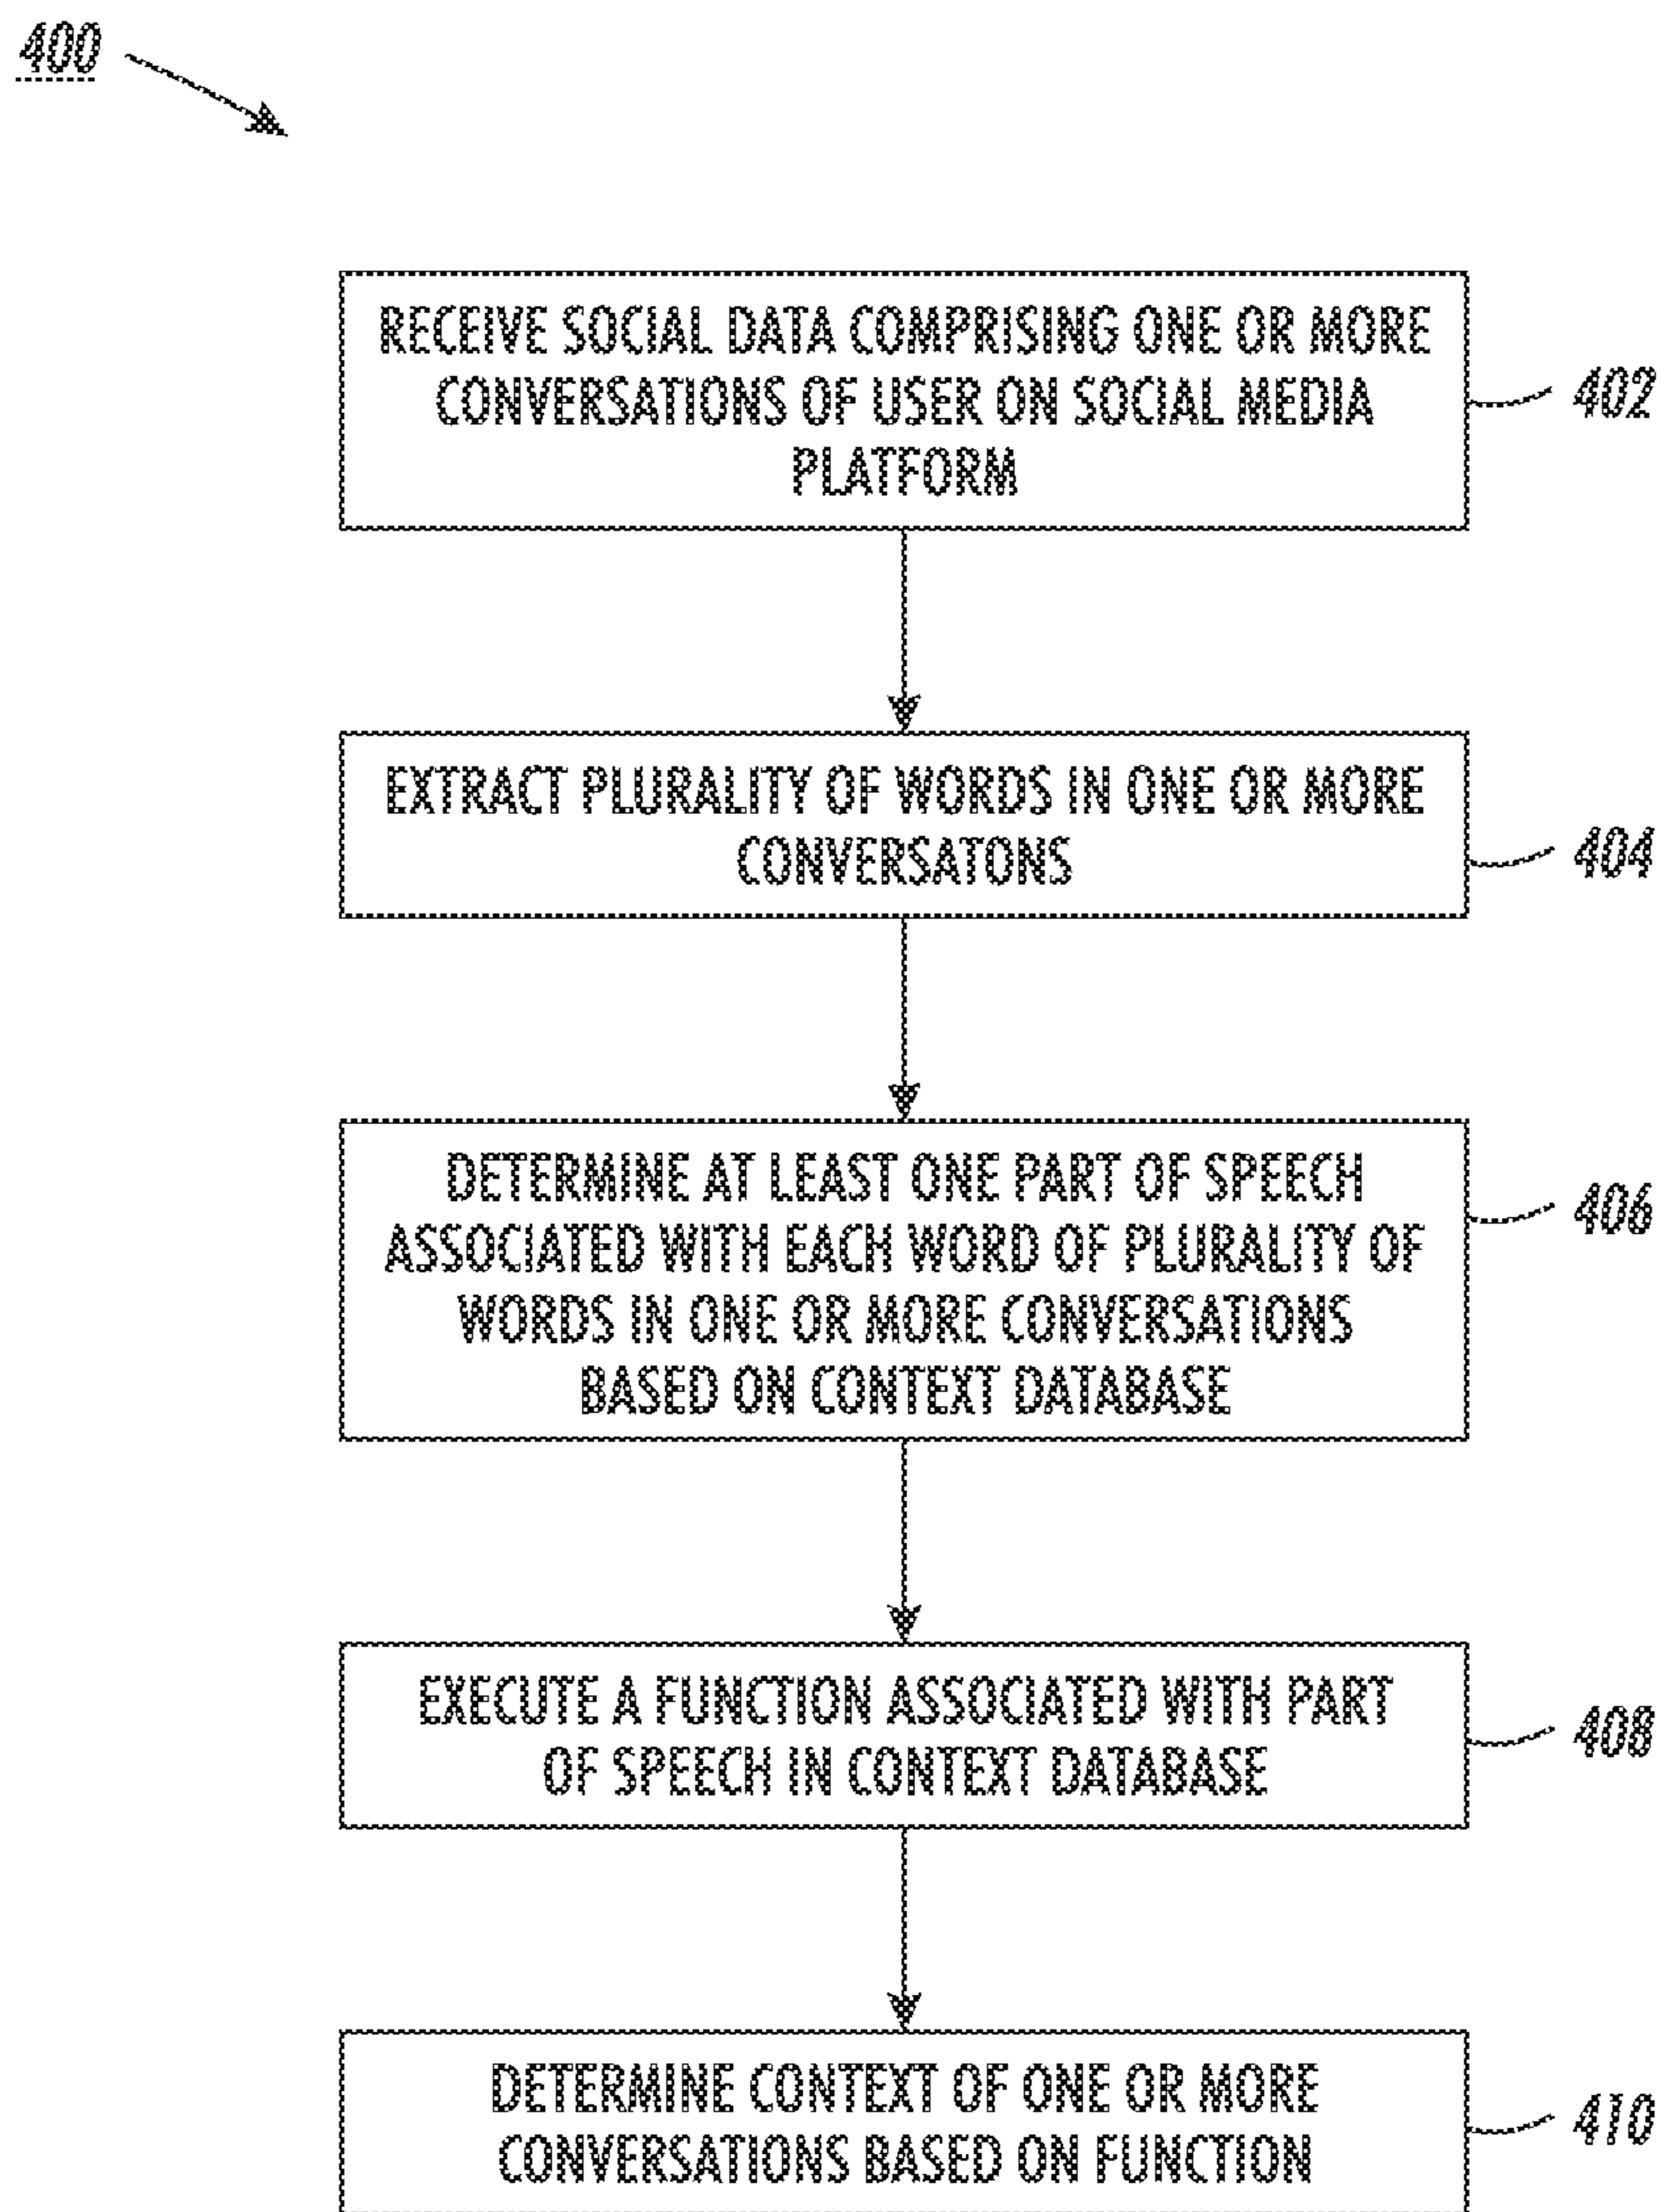 400
RECEIVE SOCIAL DATA COMPRISING ONE OR MORE
CONVERSATIONS OF USER ON SOCIAL MEDIA
PLATFORM
402
EXTRACT PLURALITY OF WORDS IN ONE OR MORE
CONVERSATONS
404
DETERMINE AT LEAST ONE PART OF SPEECH
ASSOCIATED WITH EACH WORD OF PLURALITY OF
WORDS IN ONE OR MORE CONVERSATIONS
BASED ON CONTEXT DATABASE
406
EXECUTE A FUNCTION ASSOCIATED WITH PART
OF SPEECH IN CONTEXT DATABASE
408
DETERMINE CONTEXT OF ONE OR MORE
CONVERSATIONS BASED ON FUNCTION
410